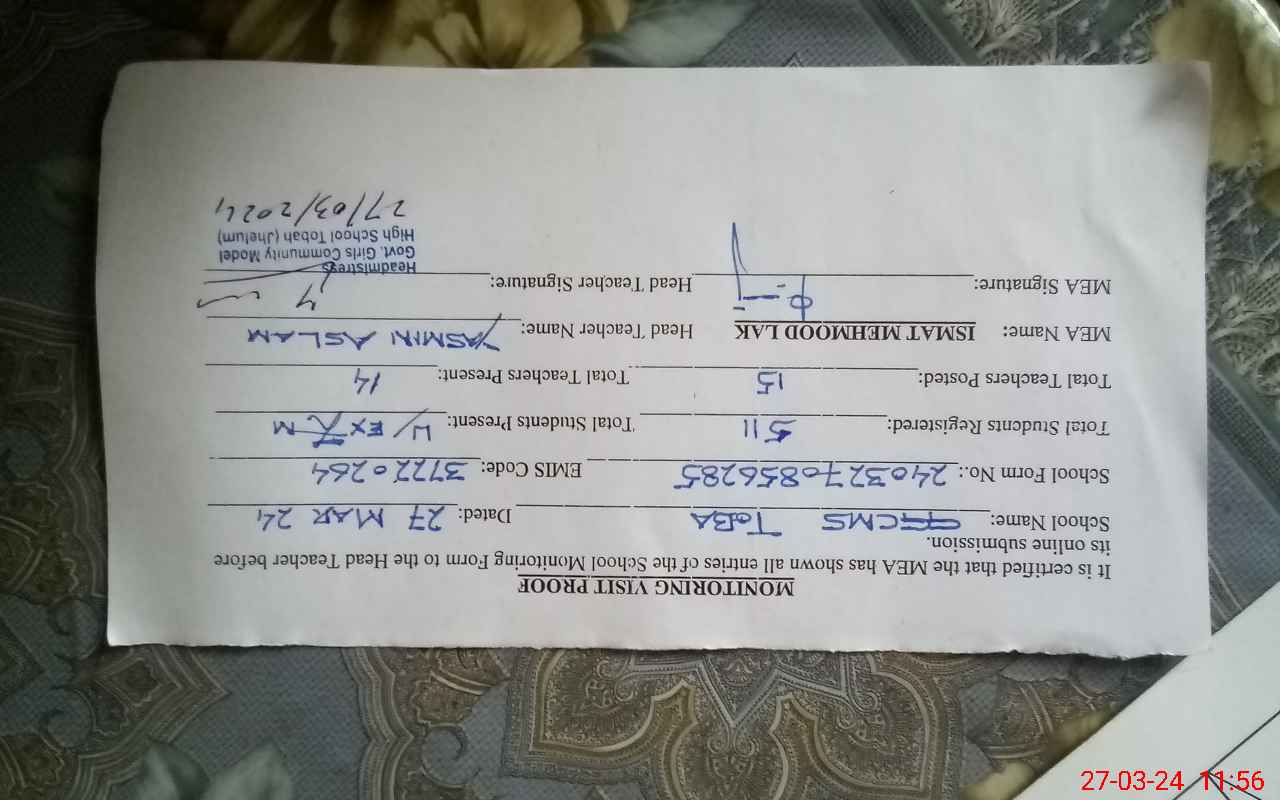 MONITORING VISIT PROOF
It is certified that the MEA has shown all entries of the School Monitoring Form to the Head Teacher before
its online submission.
School Name: GGCMS TOBA Dated: 27 MAR 24
School Form No.: 2403270856285 EMIS Code: 37220264
Total Students Registered: 511 Total Students Present: EXAM
Total Teachers Posted: 15 Total Teachers Present: 14
MEA Name: ISMAT MEHMOOD LAK Head Teacher Name: YASMIN ASLAM
MEA Signature: Head Teacher Signature:
Headmistress
Govt. Girls Community Model
High School Tobah (Jhelum)
27/03/2024
27-03-24 11:56